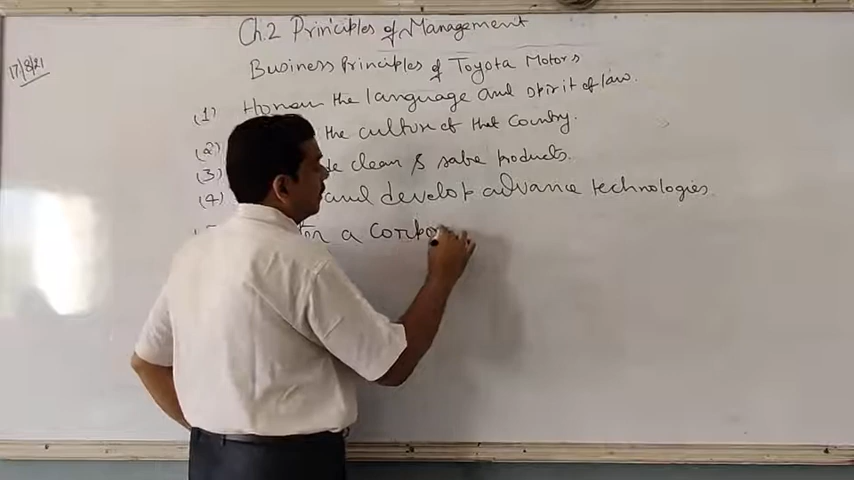 Ch.2 Principles of Management
17/8/21
Business Principles of Toyota Motors
(1) Honour the language and spirit of law.
(2) the culture of that Country.
(3) clean & safe products.
(4) and develop advance technologies.
a corpo